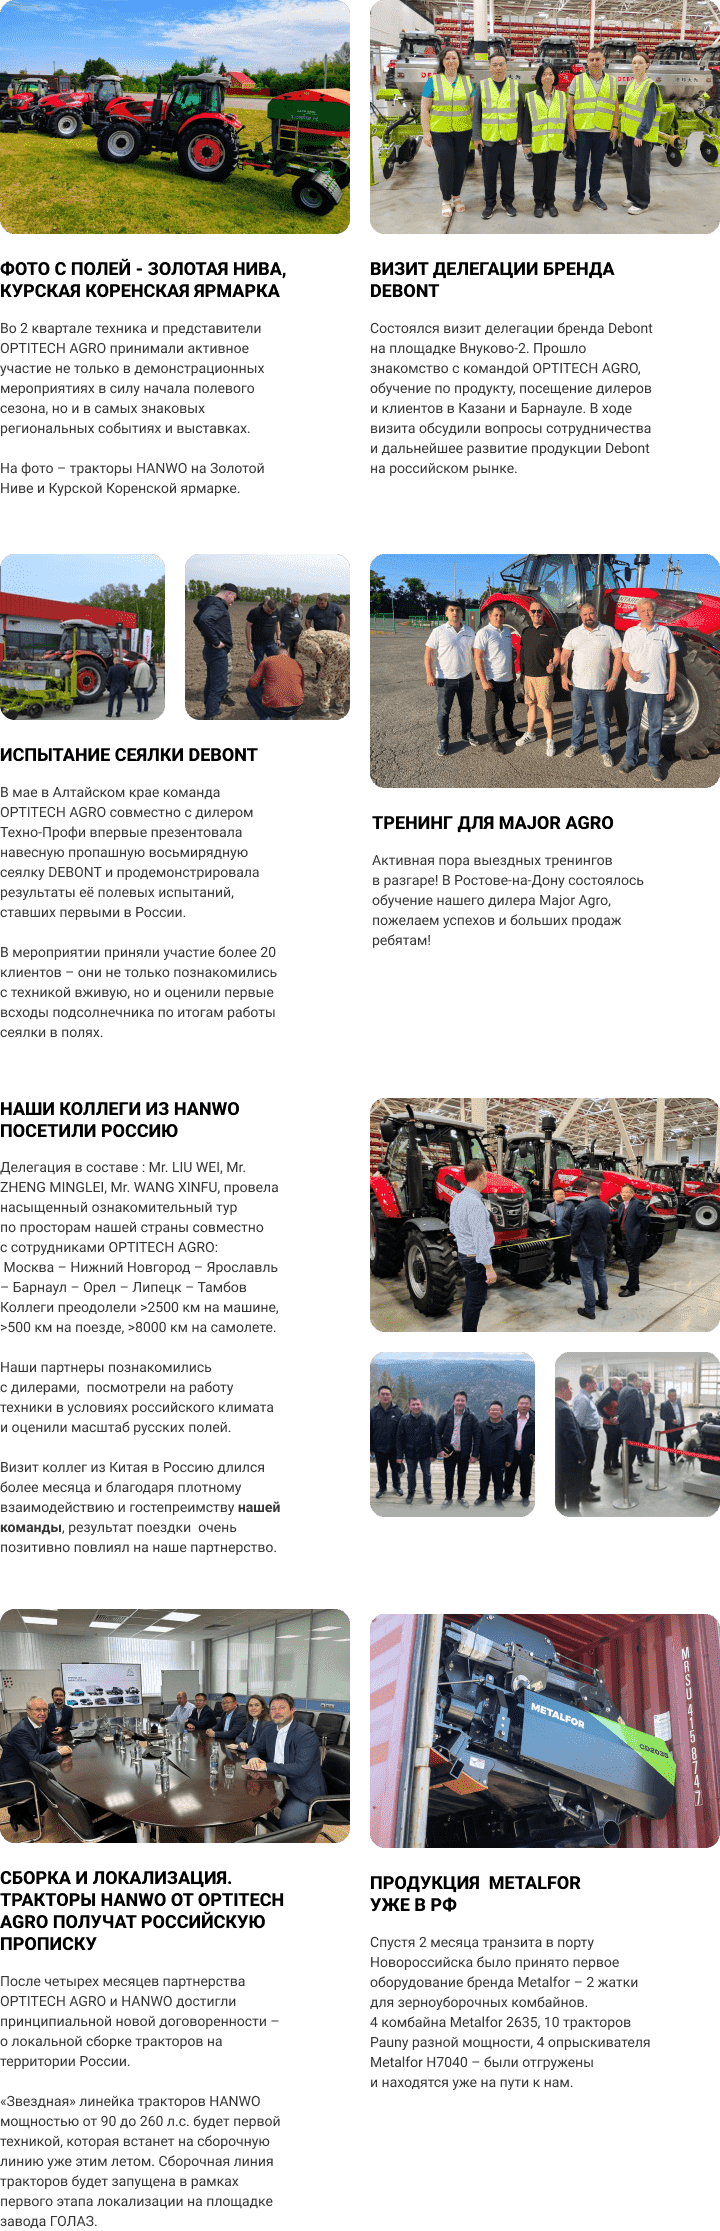 ФОТО С ПОЛЕЙ - ЗОЛОТАЯ НИВА,
КУРСКАЯ КОРЕНСКАЯ ЯРМАРКА
Во 2 квартале техника и представители
OPTITECH AGRO принимали активное
участие не только в демонстрационных
мероприятиях в силу начала полевого
сезона, но и в самых знаковых
региональных событиях и выставках.
На фото – тракторы HANWO на Золотой
Ниве и Курской Коренской ярмарке.
DEBO
ВИЗИТ ДЕЛЕГАЦИИ БРЕНДА
DEBONT
Состоялся визит делегации бренда Debont
на площадке Внуково-2. Прошло
знакомство с командой OPTITECH AGRO,
обучение по продукту, посещение дилеров
и клиентов в Казани и Барнауле. В ходе
визита обсудили вопросы сотрудничества
и дальнейшее развитие продукции Debont
на российском рынке.
ИСПЫТАНИЕ СЕЯЛКИ DEBONT
В мае в Алтайском крае команда
OPTITECH AGRO совместно с дилером
Техно-Профи впервые презентовала
навесную пропашную восьмирядную
сеялку DEBONT и продемонстрировала
результаты её полевых испытаний,
ставших первыми в России.
В мероприятии приняли участие более 20
клиентов – они не только познакомились
с техникой вживую, но и оценили первые
всходы подсолнечника по итогам работы
сеялки в полях.
ТРЕНИНГ ДЛЯ MAJOR AGRO
Активная пора выездных тренингов
в разгаре! В Ростове-на-Дону состоялось
обучение нашего дилера Major Agro,
пожелаем успехов и больших продаж
ребятам!
НАШИ КОЛЛЕГИ ИЗ HANWO
ПОСЕТИЛИ РОССИЮ
Делегация в составе : Mr. LIU WEI, Mr.
ZHENG MINGLEI, Mr. WANG XINFU, провела
насыщенный ознакомительный тур
по просторам нашей страны совместно
с сотрудниками OPTITECH AGRO:
Москва – Нижний Новгород – Ярославль
– Барнаул – Орел – Липецк – Тамбов
Коллеги преодолели >2500 км на машине,
>500 км на поезде, >8000 км на самолете.
Наши партнеры познакомились
с дилерами,  посмотрели на работу
техники в условиях российского климата
и оценили масштаб русских полей.
Визит коллег из Китая в Россию длился
более месяца и благодаря плотному
взаимодействию и гостепреимству нашей
команды, результат поездки  очень
позитивно повлиял на наше партнерство.
СБОРКА И ЛОКАЛИЗАЦИЯ.
ТРАКТОРЫ HANWO ОТ OPTITECH
AGRO ПОЛУЧАТ РОССИЙСКУЮ
ПРОПИСКУ
После четырех месяцев партнерства
OPTITECH AGRO и HANWO достигли
принципиальной новой договоренности –
о локальной сборке тракторов на
территории России.
«Звездная» линейка тракторов HANWO
мощностью от 90 до 260 л.с. будет первой
техникой, которая встанет на сборочную
линию уже этим летом. Сборочная линия
тракторов будет запущена в рамках
первого этапа локализации на площадке
завода ГОЛАЗ.
METALFOR
CD2635
MRSU 415 8747
ПРОДУКЦИЯ  METALFOR
УЖЕ В РФ
Спустя 2 месяца транзита в порту
Новороссийска было принято первое
оборудование бренда Metalfor – 2 жатки
для зерноуборочных комбайнов.
4 комбайна Metalfor 2635, 10 тракторов
Pauny разной мощности, 4 опрыскивателя
Metalfor H7040 – были отгружены
и находятся уже на пути к нам.